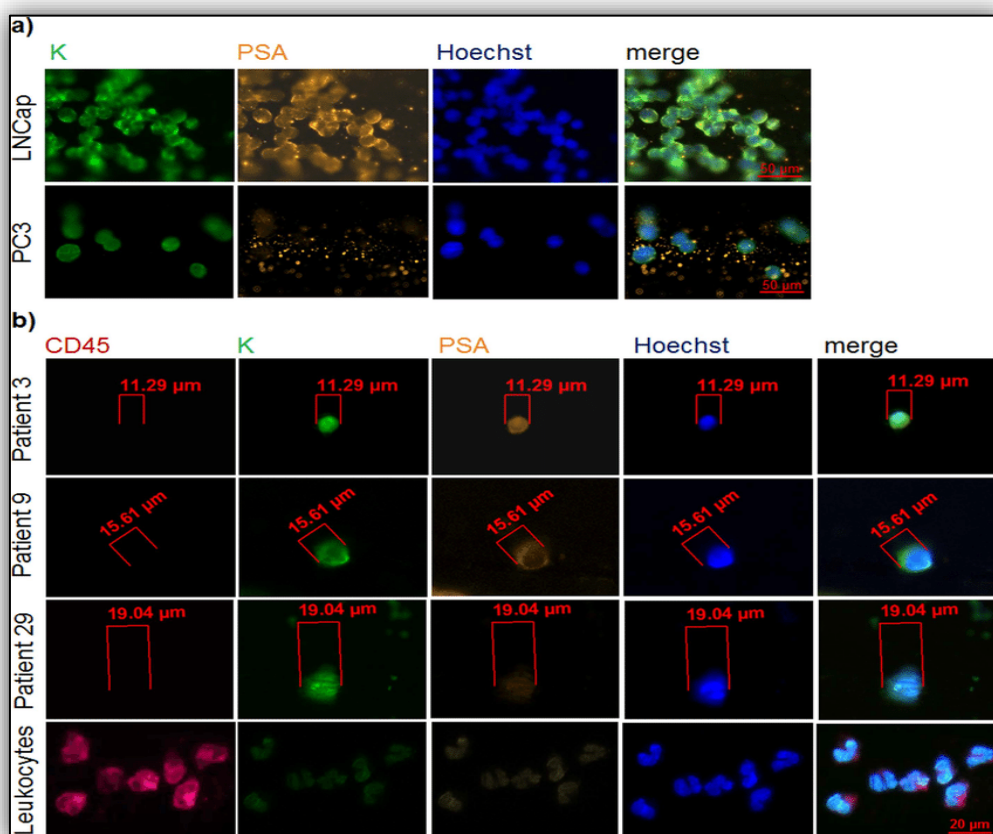 a)
K PSA Hoechst merge
LNCap
50 µm
PC3
50 µm
b)
CD45 K PSA Hoechst merge
Patient 3
11.29 µm 11.29 µm 11.29 µm 11.29 µm 11.29 µm
Patient 9
15.61 µm 15.61 µm 15.61 µm 15.61 µm 15.61 µm
Patient 29
19.04 µm 19.04 µm 19.04 µm 19.04 µm 19.04 µm
Leukocytes
20 µm